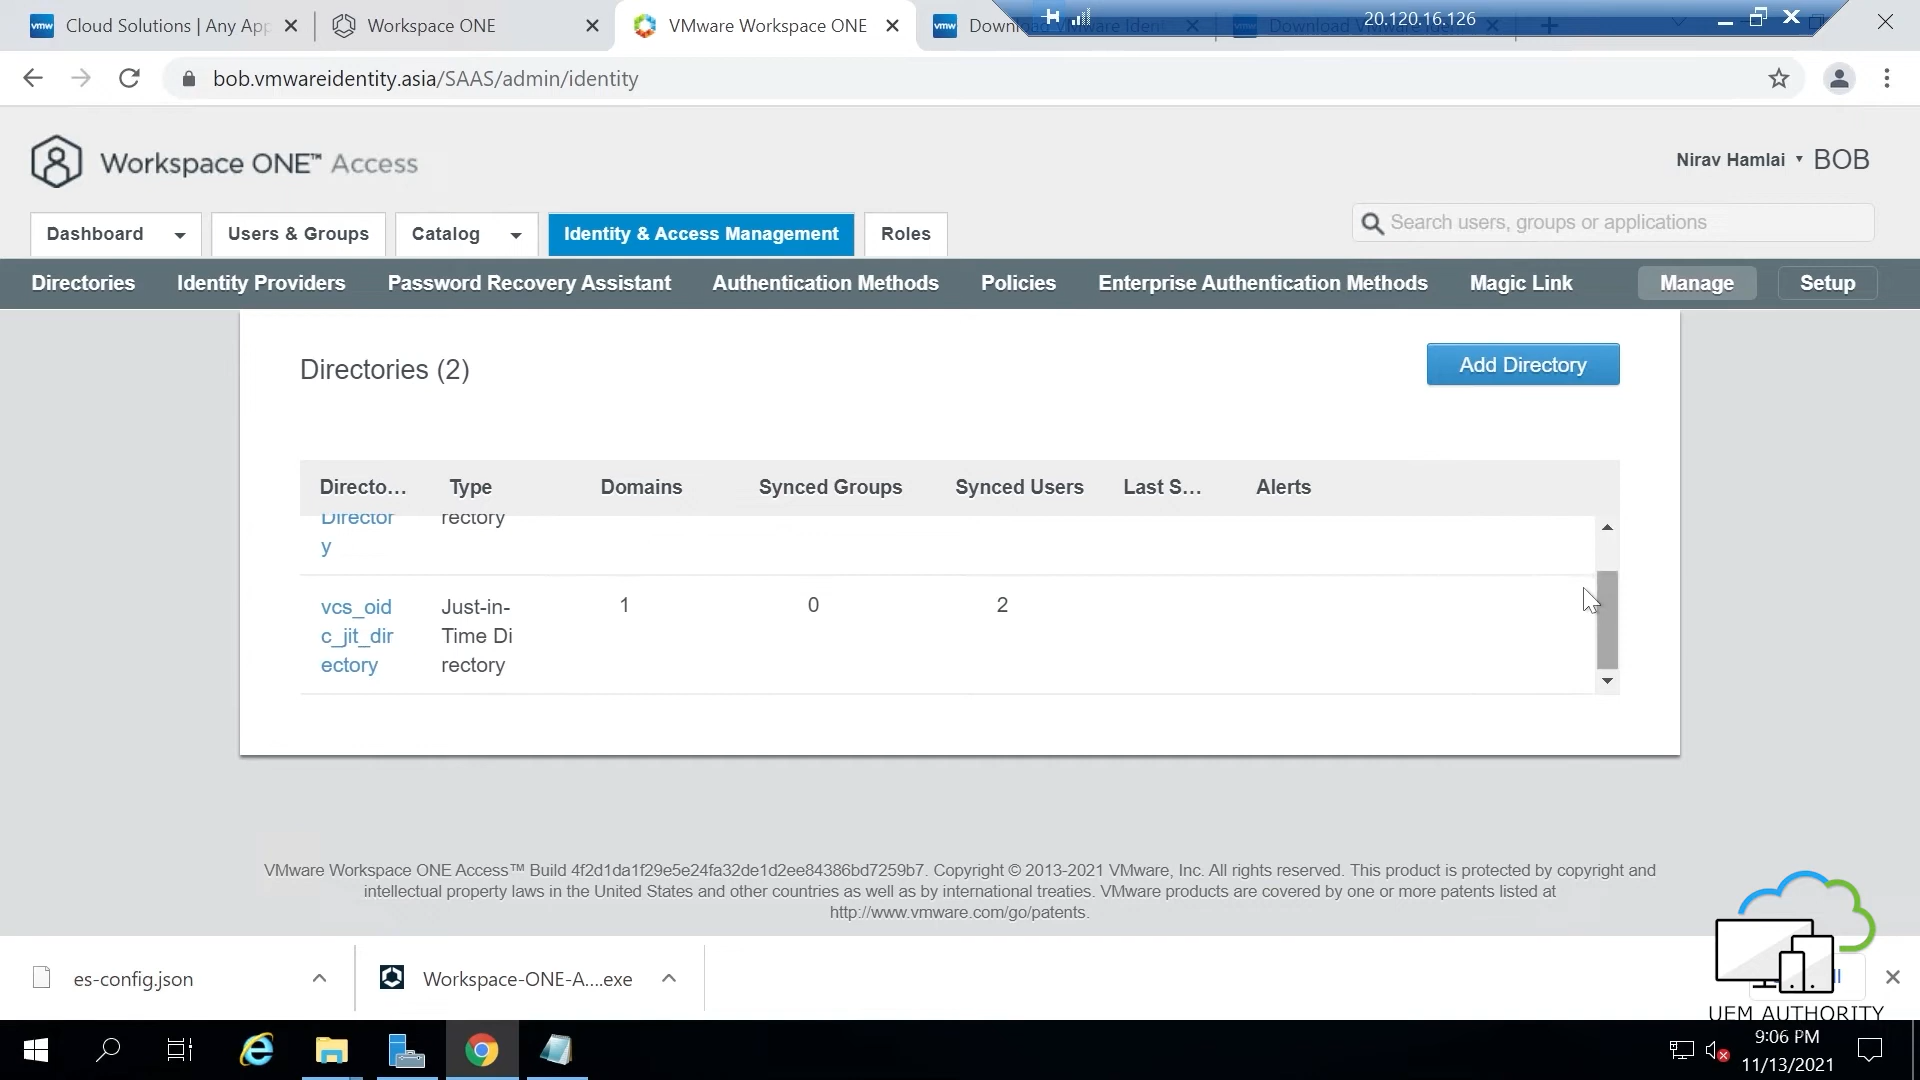 Cloud Solutions | Any App
Workspace ONE
VMware Workspace ONE
20.120.16.126
bob.vmwareidentity.asia/SAAS/admin/identity
Workspace ONE™ Access
Nirav Hamlai ▾ BOB
Dashboard
Users & Groups
Catalog
Identity & Access Management
Roles
Search users, groups or applications
Directories
Identity Providers
Password Recovery Assistant
Authentication Methods
Policies
Enterprise Authentication Methods
Magic Link
Manage
Setup
Directories (2)
Add Directory
Directo...
Type
Domains
Synced Groups
Synced Users
Last S...
Alerts
Director
y
rectory
vcs_oid
c_jit_dir
ectory
Just-in-
Time Di
rectory
1
0
2
VMware Workspace ONE Access™ Build 4f2d1da1f29e5e24fa32de1d2ee84386bd7259b7. Copyright © 2013-2021 VMware, Inc. All rights reserved. This product is protected by copyright and
intellectual property laws in the United States and other countries as well as by international treaties. VMware products are covered by one or more patents listed at
http://www.vmware.com/go/patents.
es-config.json
Workspace-ONE-A....exe
UEM AUTHORITY
9:06 PM
11/13/2021